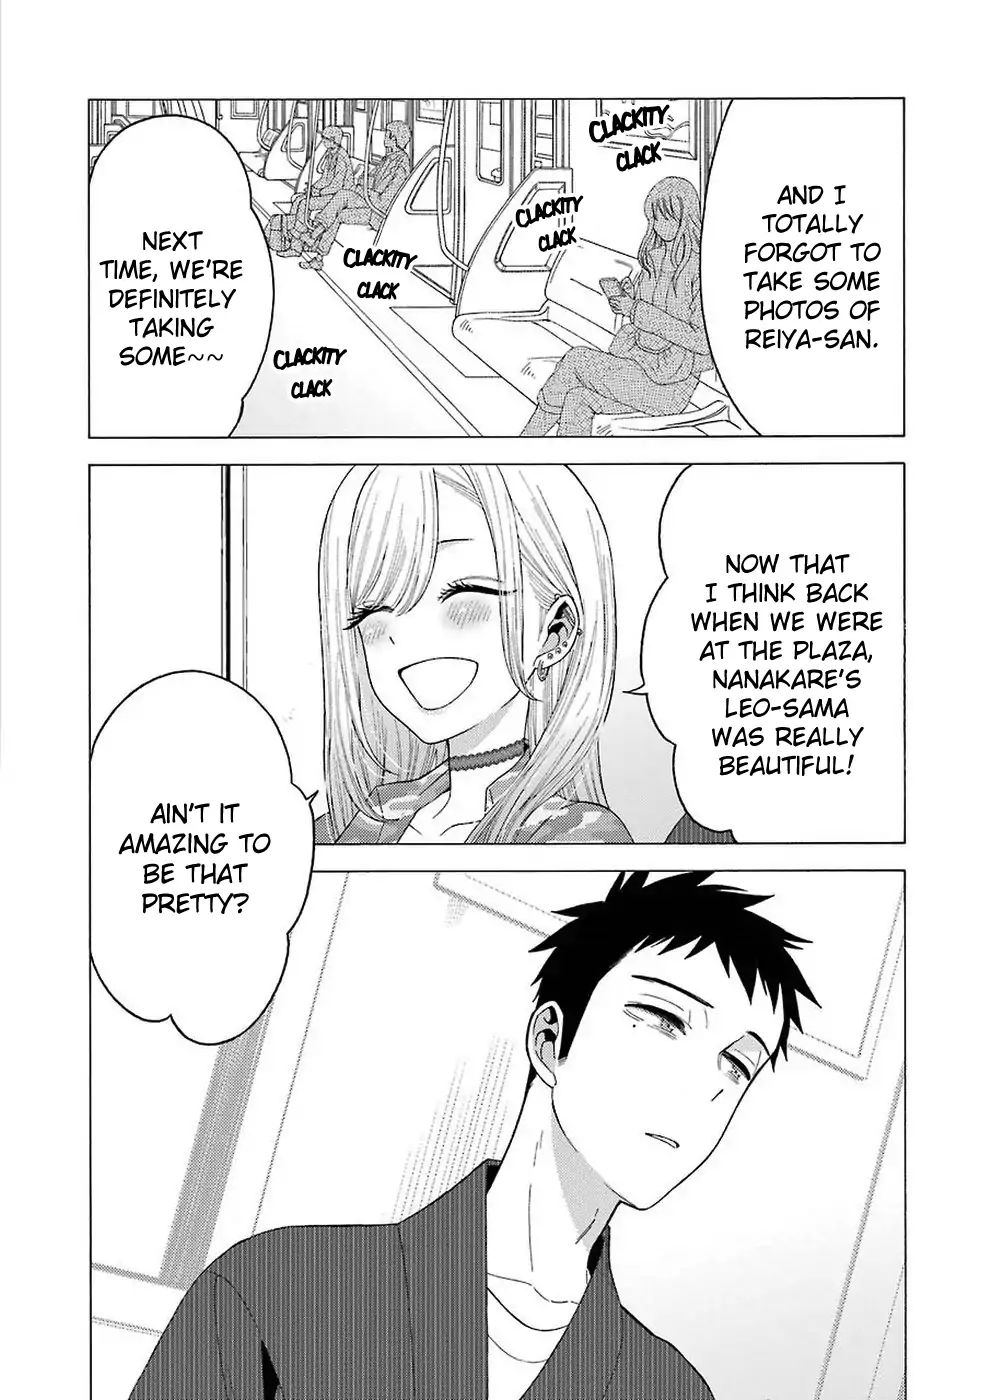 AND I
TOTALLY
FORGOT TO
TAKE SOME
PHOTOS OF
REIYA-SAN.
CLACKITY
CLACK
CLACKITY
CLACK
CLACKITY
CLACK
CLACKITY
CLACK
NEXT
TIME, WE'RE
DEFINITELY
TAKING
SOME~~
NOW THAT
I THINK BACK
WHEN WE WERE
AT THE PLAZA,
NANAKARE'S
LEO-SAMA
WAS REALLY
BEAUTIFUL!
AIN'T IT
AMAZING TO
BE THAT
PRETTY?